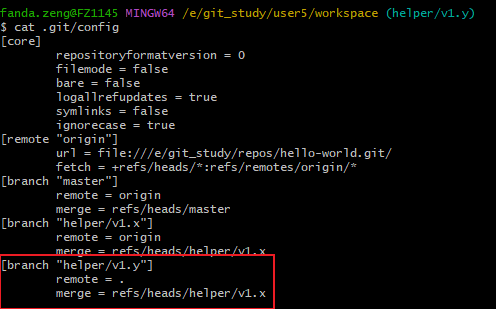 fanda.zeng@FZ1145 MINGW64 /e/git_study/user5/workspace (helper/v1.y)
$ cat .git/config
[core]
        repositoryformatversion = 0
        filemode = false
        bare = false
        logallrefupdates = true
        symlinks = false
        ignorecase = true
[remote "origin"]
        url = file:///e/git_study/repos/hello-world.git/
        fetch = +refs/heads/*:refs/remotes/origin/*
[branch "master"]
        remote = origin
        merge = refs/heads/master
[branch "helper/v1.x"]
        remote = origin
        merge = refs/heads/helper/v1.x
[branch "helper/v1.y"]
        remote = .
        merge = refs/heads/helper/v1.x